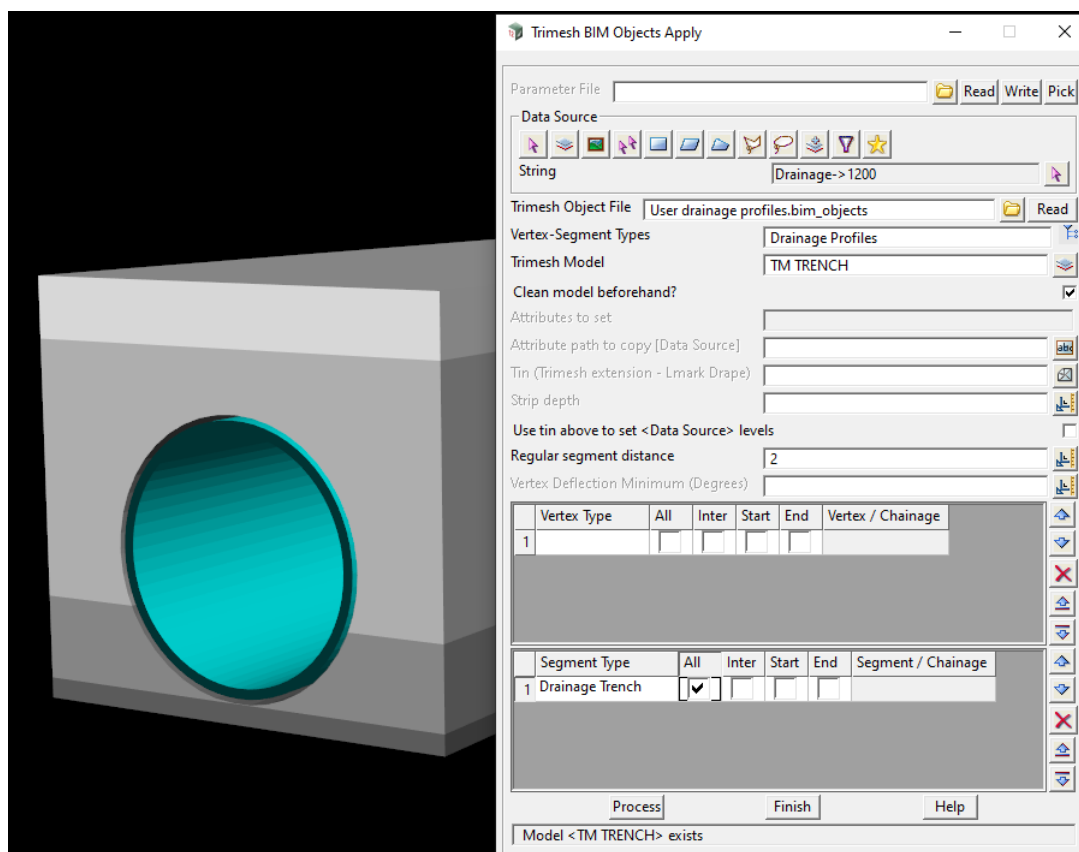 Trimesh BIM Objects Apply
Parameter File Read Write Pick
Data Source
String Drainage->1200
Trimesh Object File User drainage profiles.bim_objects Read
Vertex-Segment Types Drainage Profiles
Trimesh Model TM TRENCH
Clean model beforehand?
Attributes to set
Attribute path to copy [Data Source] abc
Tin (Trimesh extension - Lmark Drape)
Strip depth
Use tin above to set <Data Source> levels
Regular segment distance 2
Vertex Deflection Minimum (Degrees)
Vertex Type All Inter Start End Vertex / Chainage
1
Segment Type All Inter Start End Segment / Chainage
1 Drainage Trench
Process Finish Help
Model <TM TRENCH> exists